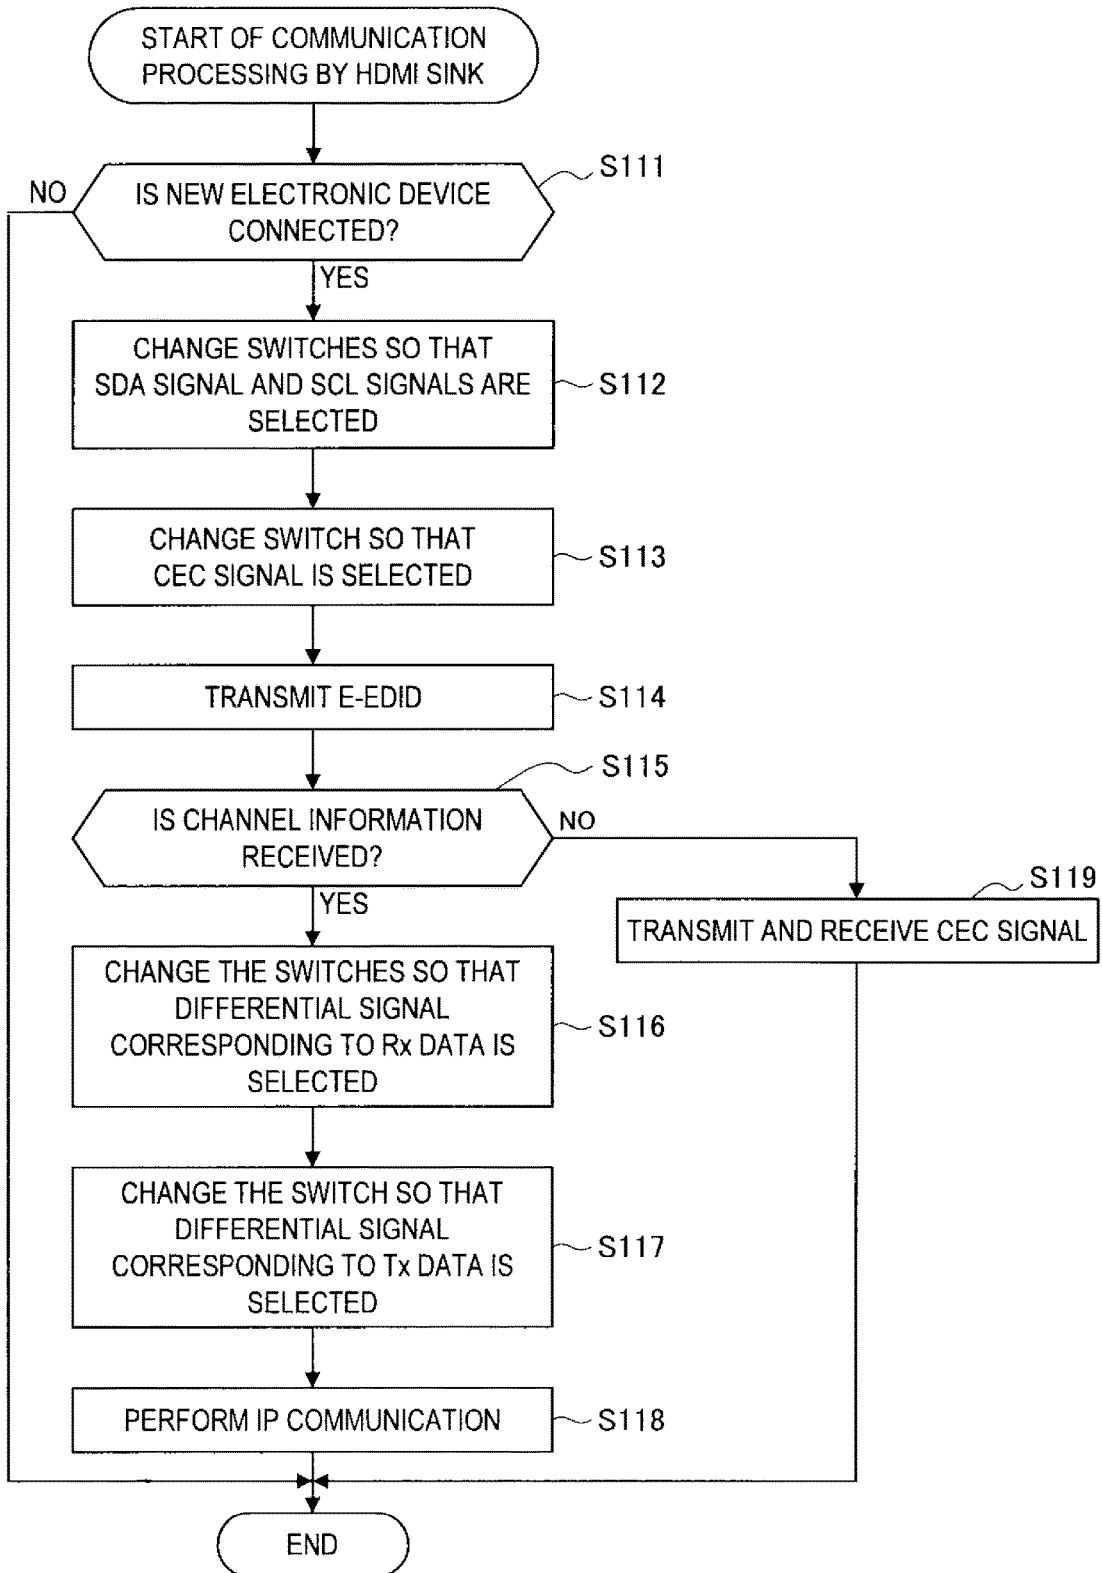 START OF COMMUNICATION
PROCESSING BY HDMI SINK
S111
NO
IS NEW ELECTRONIC DEVICE
CONNECTED?
YES
CHANGE SWITCHES SO THAT
SDA SIGNAL AND SCL SIGNALS ARE
SELECTED
S112
CHANGE SWITCH SO THAT
CEC SIGNAL IS SELECTED
S113
TRANSMIT E-EDID
S114
S115
IS CHANNEL INFORMATION
RECEIVED?
NO
YES
S119
TRANSMIT AND RECEIVE CEC SIGNAL
CHANGE THE SWITCHES SO THAT
DIFFERENTIAL SIGNAL
CORRESPONDING TO Rx DATA IS
SELECTED
S116
CHANGE THE SWITCH SO THAT
DIFFERENTIAL SIGNAL
CORRESPONDING TO Tx DATA IS
SELECTED
S117
PERFORM IP COMMUNICATION
S118
END